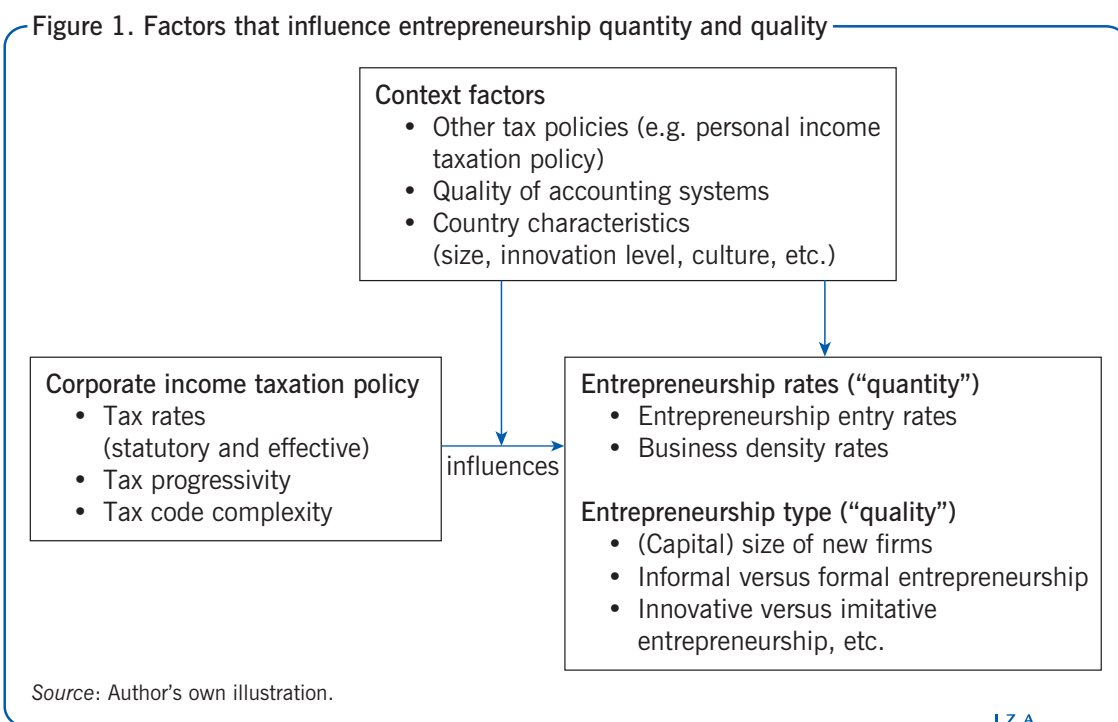 Figure 1. Factors that influence entrepreneurship quantity and quality
Context factors
• Other tax policies (e.g. personal income
taxation policy)
• Quality of accounting systems
• Country characteristics
(size, innovation level, culture, etc.)
Corporate income taxation policy
• Tax rates
(statutory and effective)
• Tax progressivity
• Tax code complexity
influences
Entrepreneurship rates (“quantity”)
• Entrepreneurship entry rates
• Business density rates
Entrepreneurship type (“quality”)
• (Capital) size of new firms
• Informal versus formal entrepreneurship
• Innovative versus imitative
entrepreneurship, etc.
Source: Author’s own illustration.
I Z A